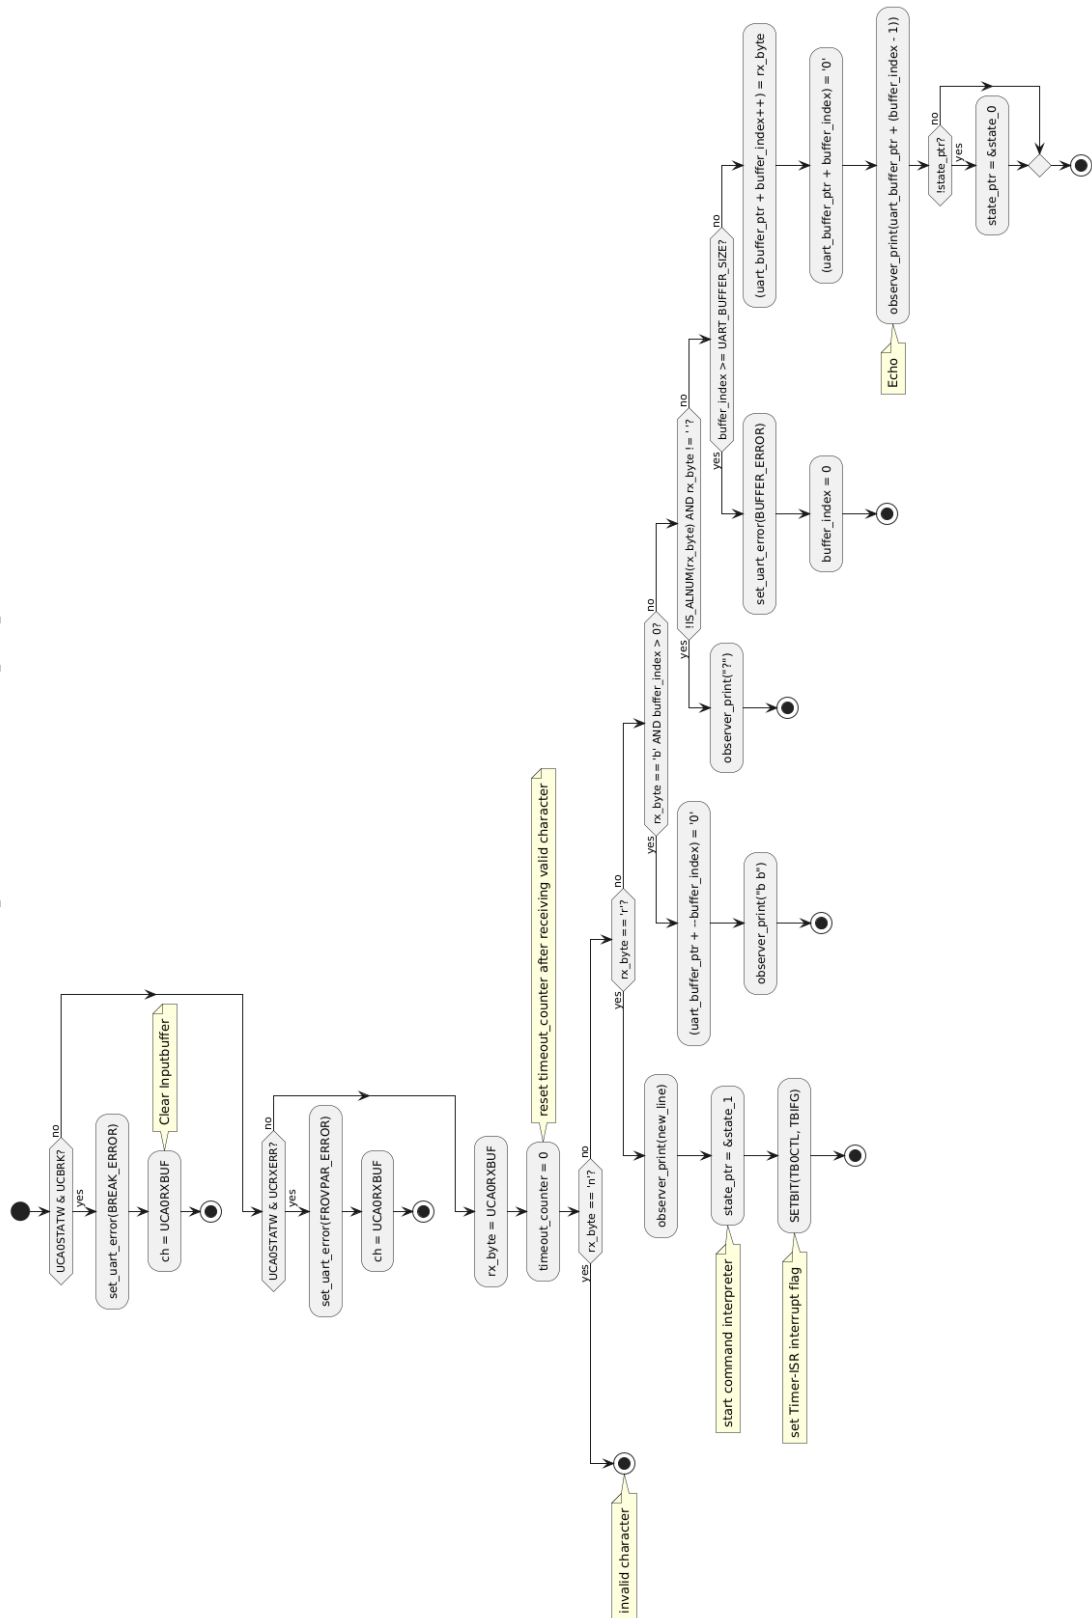 UCA0STATW & UCBRK?
no
yes
set_uart_error(BREAK_ERROR)
ch = UCA0RXBUF
Clear Inputbuffer
UCA0STATW & UCRXERR?
no
yes
set_uart_error(FROVPAR_ERROR)
ch = UCA0RXBUF
rx_byte = UCA0RXBUF
timeout_counter = 0
reset timeout_counter after receiving valid character
rx_byte == 'n'?
yes
no
invalid character
rx_byte == 'r'?
yes
no
observer_print(new_line)
state_ptr = &state_1
start command interpreter
SETBIT(TB0CTL, TBIFG)
set Timer-ISR interrupt flag
rx_byte == 'b' AND buffer_index > 0?
yes
no
(uart_buffer_ptr + --buffer_index) = '0'
observer_print("b b")
!IS_ALNUM(rx_byte) AND rx_byte != ' '?
yes
no
observer_print("?")
buffer_index >= UART_BUFFER_SIZE?
yes
no
set_uart_error(BUFFER_ERROR)
buffer_index = 0
(uart_buffer_ptr + buffer_index++) = rx_byte
(uart_buffer_ptr + buffer_index) = '0'
observer_print(uart_buffer_ptr + (buffer_index - 1))
Echo
!state_ptr?
no
yes
state_ptr = &state_0